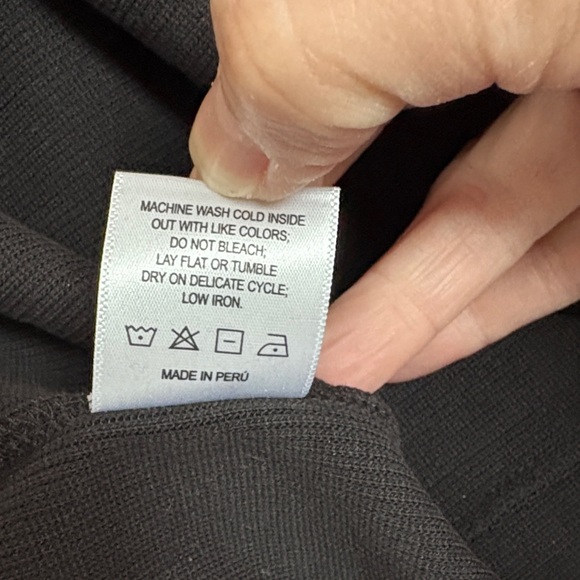 MACHINE WASH COLD INSIDE
OUT WITH LIKE COLORS;
DO NOT BLEACH;
LAY FLAT OR TUMBLE
DRY ON DELICATE CYCLE;
LOW IRON.
MADE IN PERÚ